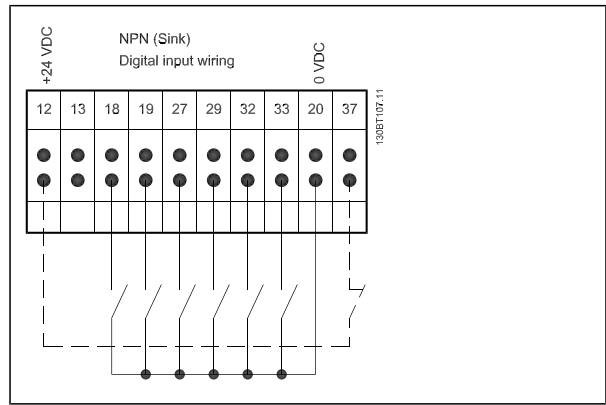 +24 VDC
NPN (Sink)
Digital input wiring
0 VDC
12 13 18 19 27 29 32 33 20 37
130BT107.11